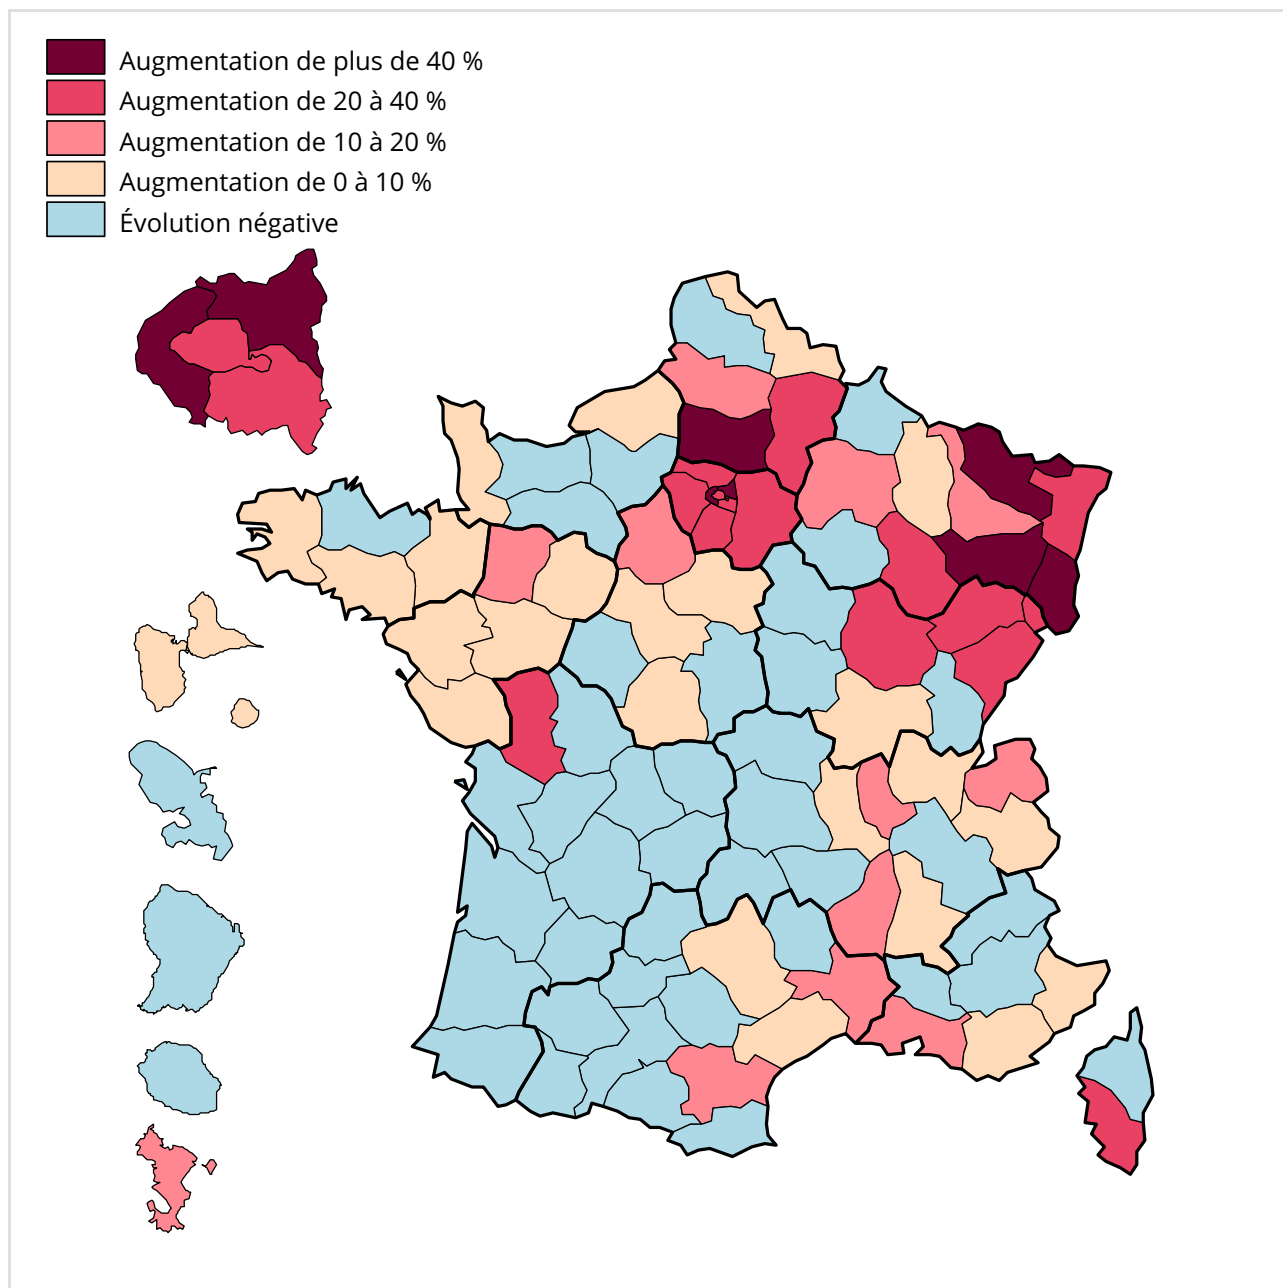 Augmentation de plus de 40 %
Augmentation de 20 à 40 %
Augmentation de 10 à 20 %
Augmentation de 0 à 10 %
Évolution négative